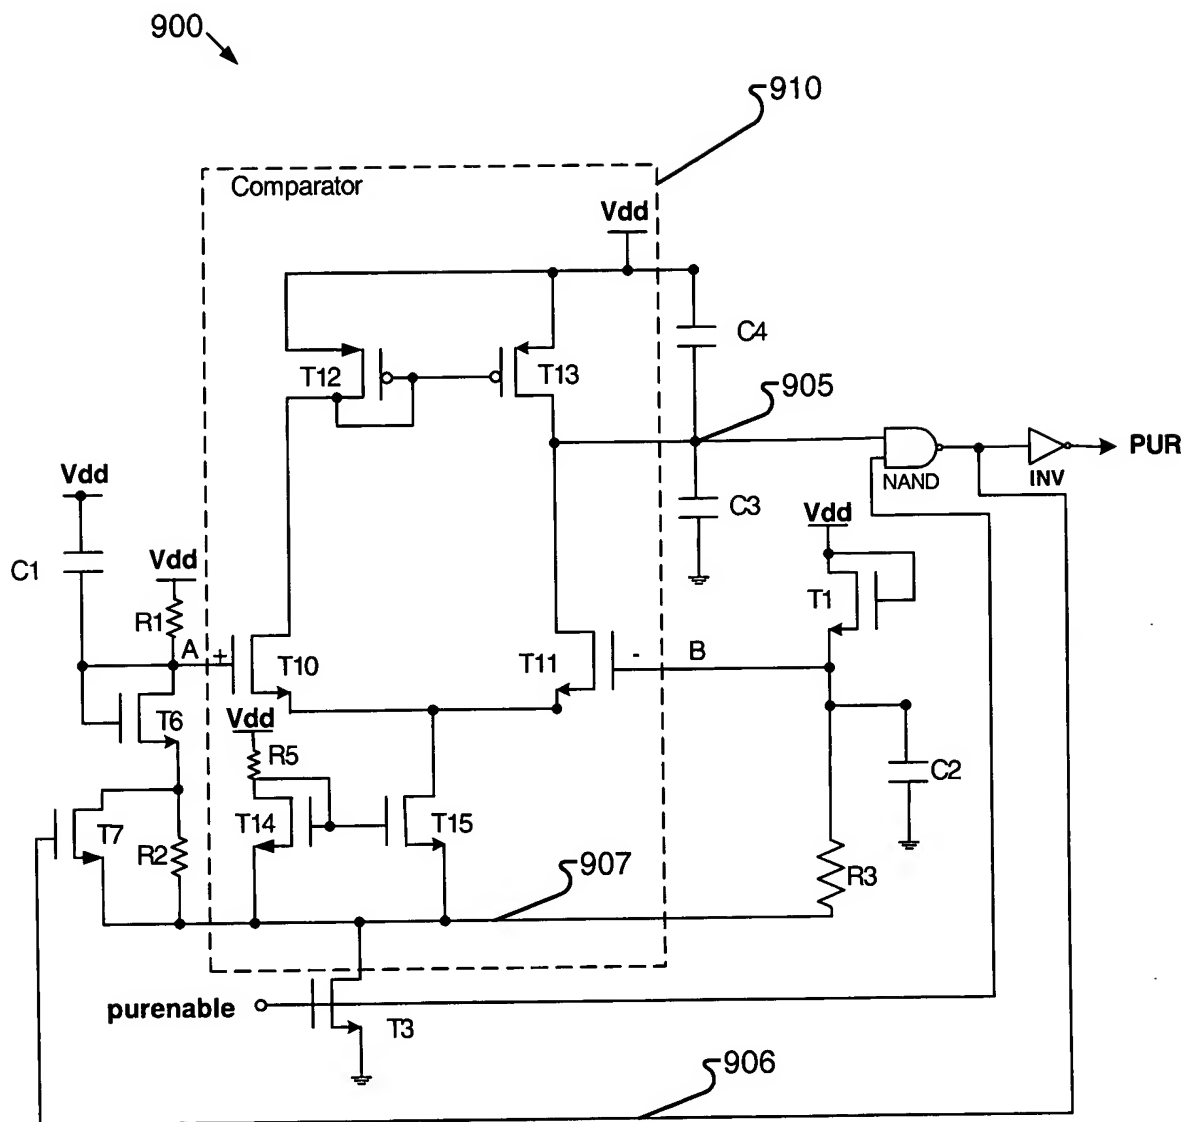 900
910
Comparator
Vdd
C4
T12
T13
905
Vdd
NAND
INV
PUR
C3
Vdd
C1
Vdd
R1
T1
A
+
T10
T11
-
B
T6
Vdd
R5
C2
T7
R2
T14
T15
R3
907
purenable
T3
906